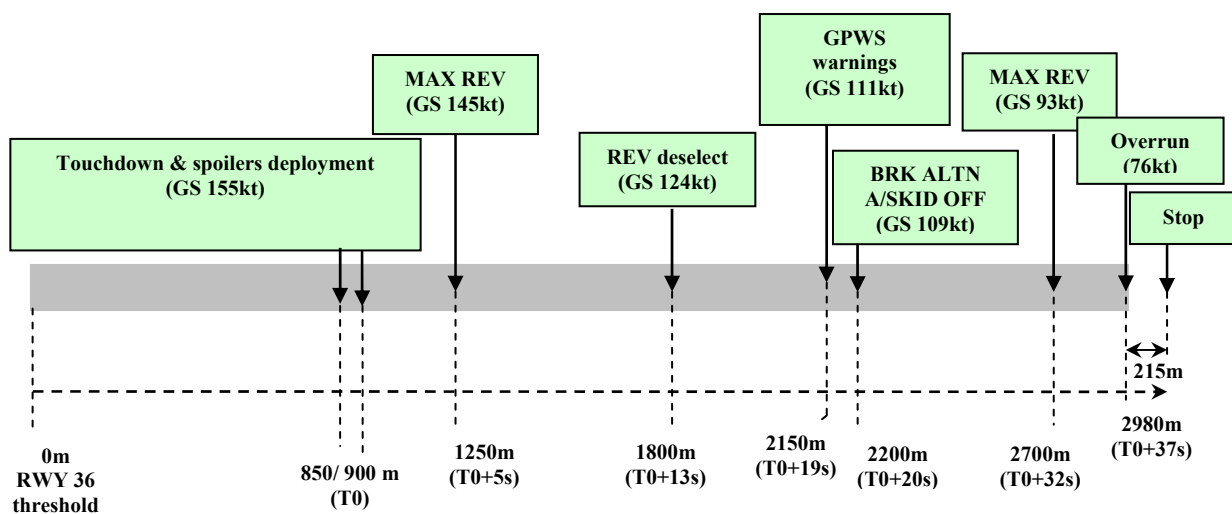 GPWS
warnings
(GS 111kt)
MAX REV
(GS 145kt)
MAX REV
(GS 93kt)
Touchdown & spoilers deployment
(GS 155kt)
REV deselect
(GS 124kt)
Overrun
(76kt)
BRK ALTN
A/SKID OFF
(GS 109kt)
Stop
215m
0m
RWY 36
threshold
850/ 900 m
(T0)
1250m
(T0+5s)
1800m
(T0+13s)
2150m
(T0+19s)
2200m
(T0+20s)
2700m
(T0+32s)
2980m
(T0+37s)